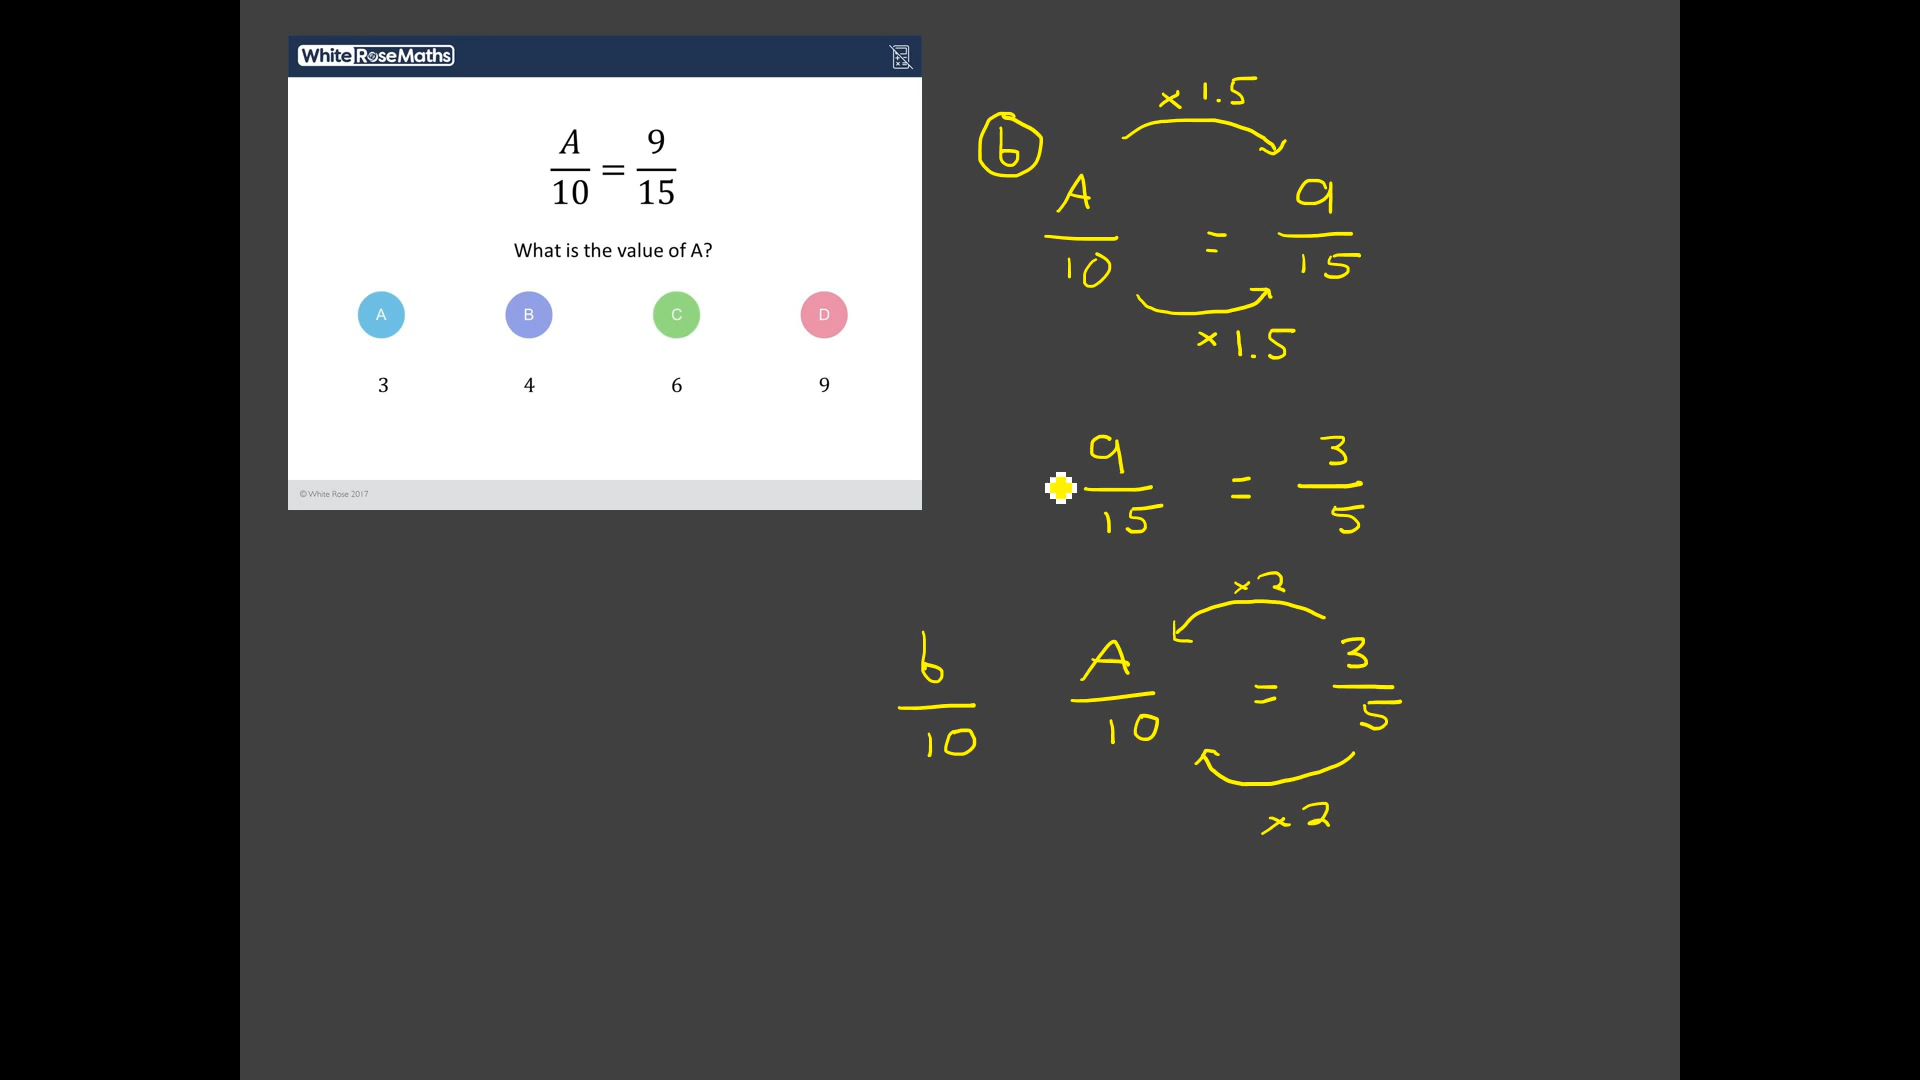 White Rose Maths
A/10 = 9/15
What is the value of A?
A B C D
3 4 6 9
© White Rose 2017
× 1.5
6
A/10 = 9/15
× 1.5
9/15 = 3/5
×2
6/10 A/10 = 3/5
×2